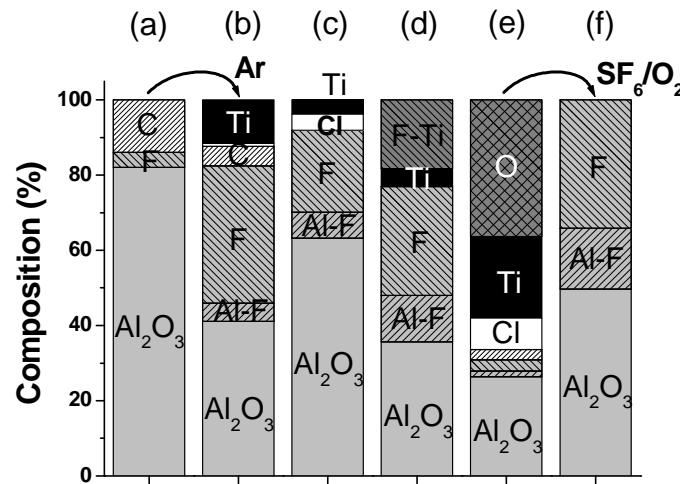 (a) (b) (c) (d) (e) (f)
Ar Ti SF6/O2
100
80
60
40
20
0
Composition (%)
C
F
Al2O3
Ti
C
F
Al-F
Al2O3
Cl
F
Al-F
Al2O3
F-Ti
Ti
F
Al-F
Al2O3
O
Ti
Cl
Al2O3
F
Al-F
Al2O3